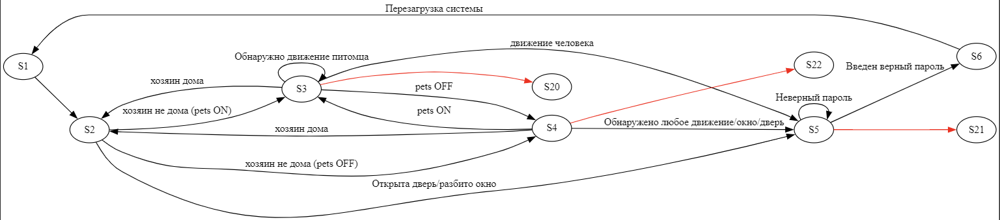 Перезагрузка системы
движение человека
Обнаружно движение питомца
S1
S6
S22
Введен верный пароль
хозяин дома
S3
S20
pets OFF
Неверный пароль
хозяин не дома (pets ON)
pets ON
S2
хозяин дома
S4
Обнаружено любое движение/окно/дверь
S5
S21
хозяин не дома (pets OFF)
Открыта дверь/разбито окно